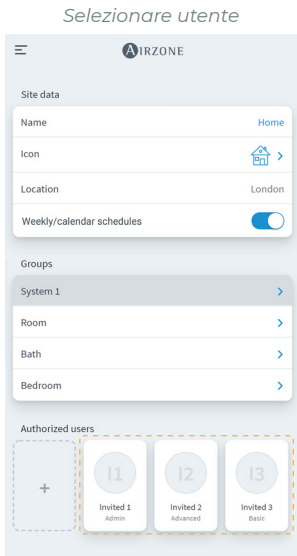 Selezionare utente
AIRZONE
Site data
Name Home
Icon
Location London
Weekly/calendar schedules
Groups
System 1
Room
Bath
Bedroom
Authorized users
+
I1 I2 I3
Invited 1 Invited 2 Invited 3
Admin Advanced Basic